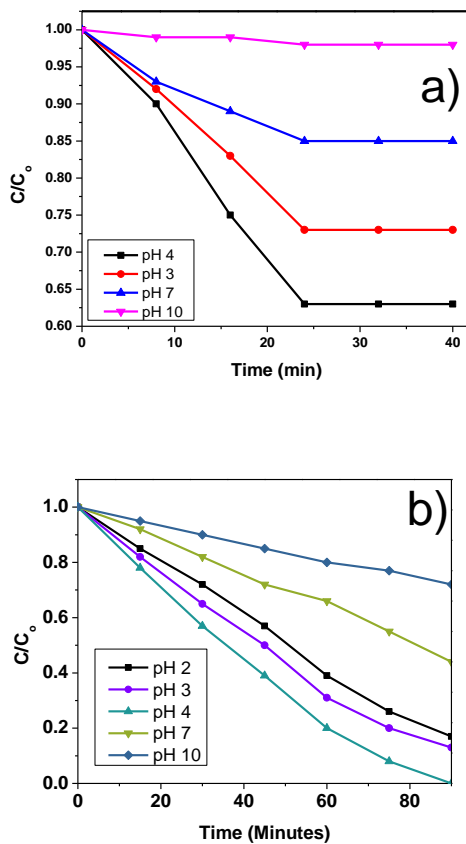 1.00
0.95
0.90
0.85
0.80
0.75
0.70
0.65
0.60
C/C₀
a)
pH 4
pH 3
pH 7
pH 10
0 10 20 30 40
Time (min)
1.0
0.8
0.6
0.4
0.2
0.0
C/C₀
b)
pH 2
pH 3
pH 4
pH 7
pH 10
0 20 40 60 80
Time (Minutes)